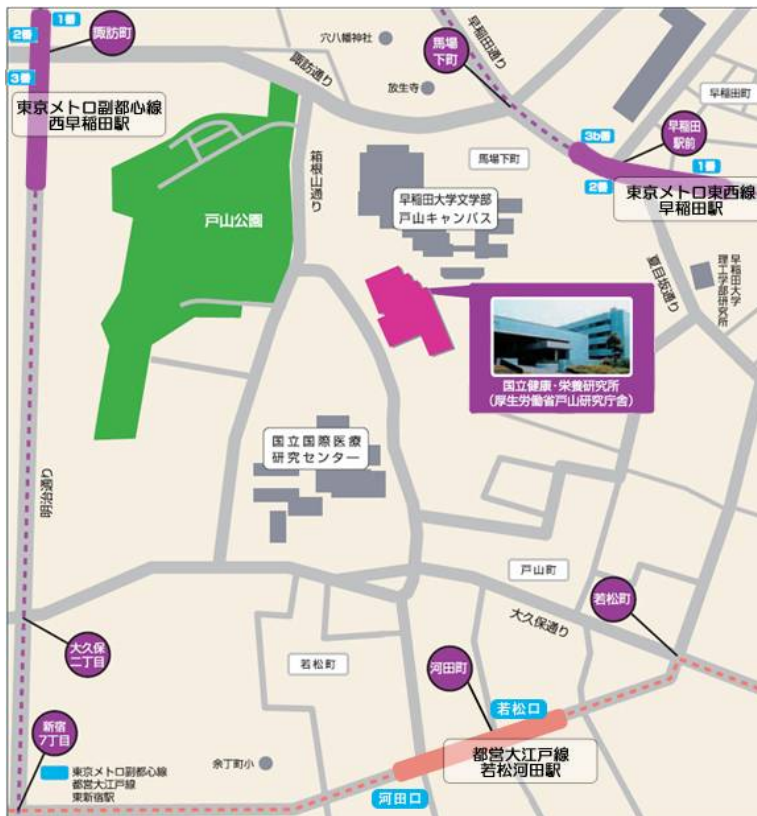 1番
2番
諏訪町
3番
東京メトロ副都心線
西早稲田駅
穴八幡神社
諏訪通り
放生寺
馬場
下町
早稲田通り
早稲田町
3b番
早稲田
駅前
1番
2番
東京メトロ東西線
早稲田駅
馬場下町
箱根山通り
早稲田大学文学部
戸山キャンパス
戸山公園
夏目坂通り
早稲田大学
理工学部研究所
国立健康・栄養研究所
(厚生労働省戸山研究庁舎)
国立国際医療
研究センター
明治通り
戸山町
大久保通り
若松町
大久保
二丁目
若松町
河田町
若松口
新宿
7丁目
東京メトロ副都心線
都営大江戸線
東新宿駅
余丁町小
都営大江戸線
若松河田駅
河田口